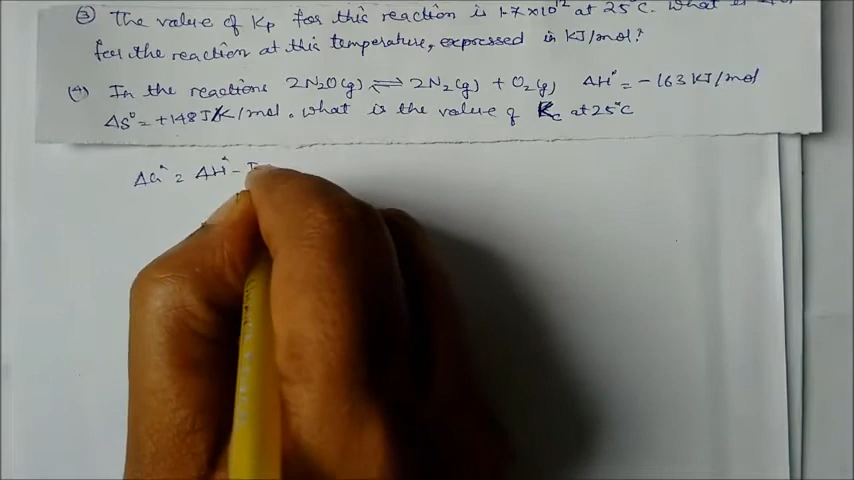 ③ The value of Kp for this reaction is 1.7×10¹² at 25°C. What is
for the reaction at this temperature, expressed in KJ/mol?
(4) In the reactions 2N₂O(g) ⇌ 2N₂(g) + O₂(g) ΔH° = -163 KJ/mol
ΔS° = +148 J/K/mol. what is the value of Kc at 25°C
ΔG° = ΔH° -